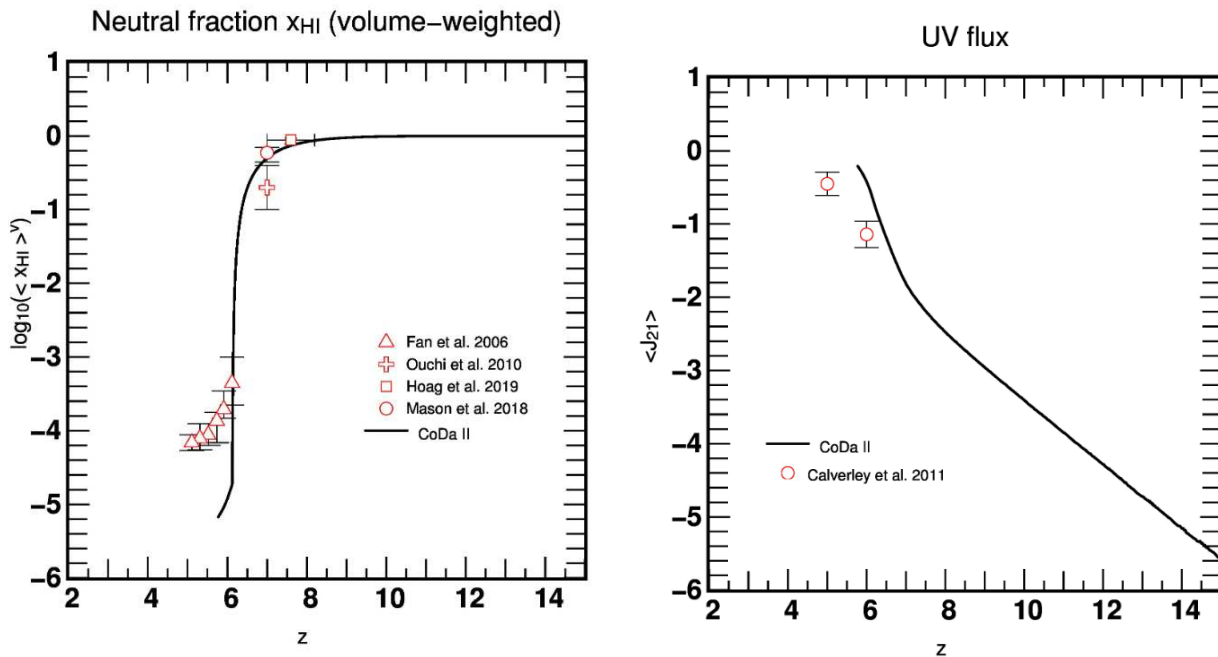 Neutral fraction xHI (volume-weighted)
1
0
-1
-2
-3
-4
-5
-6
log10(< xHI >v)
Fan et al. 2006
Ouchi et al. 2010
Hoag et al. 2019
Mason et al. 2018
CoDa II
2 4 6 8 10 12 14
z
UV flux
1
0
-1
-2
-3
-4
-5
-6
<J21>
CoDa II
Calverley et al. 2011
2 4 6 8 10 12 14
z